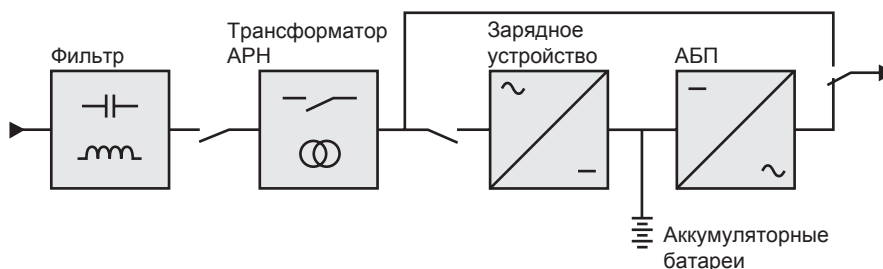 Фильтр
Трансформатор
АРН
Зарядное
устройство
АБП
Аккумуляторные
батареи